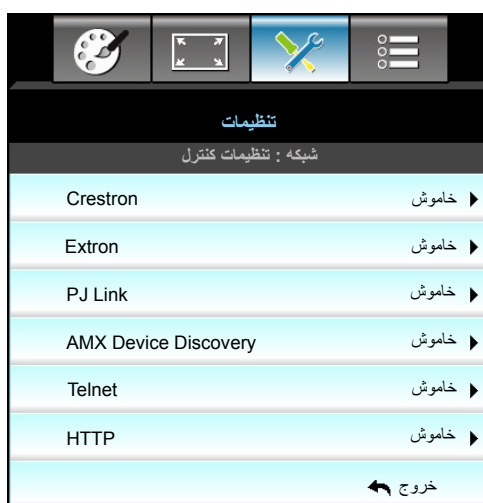 تنظیمات
شبکه : تنظیمات کنترل
Crestron خاموش
Extron خاموش
PJ Link خاموش
AMX Device Discovery خاموش
Telnet خاموش
HTTP خاموش
خروج